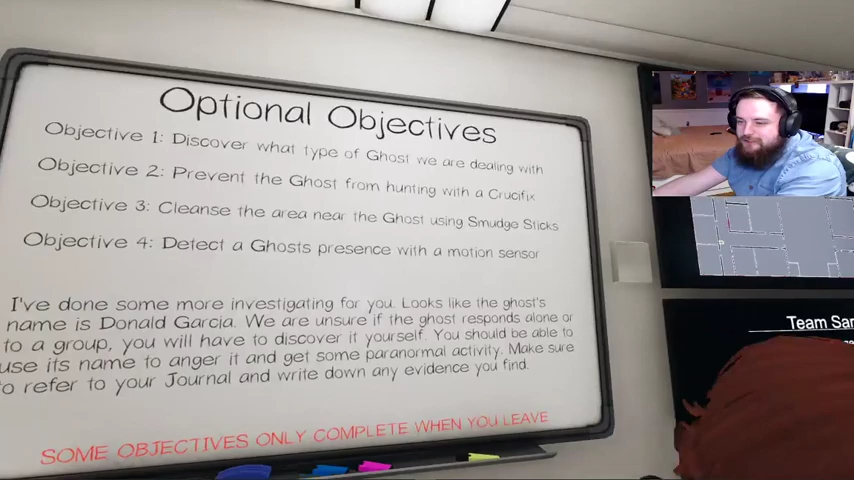 Optional Objectives
Objective 1: Discover what type of Ghost we are dealing with
Objective 2: Prevent the Ghost from hunting with a Crucifix
Objective 3: Cleanse the area near the Ghost using Smudge Sticks
Objective 4: Detect a Ghosts presence with a motion sensor
I've done some more investigating for you. Looks like the ghost's
name is Donald Garcia. We are unsure if the ghost responds alone or
to a group, you will have to discover it yourself. You should be able to
use its name to anger it and get some paranormal activity. Make sure
to refer to your Journal and write down any evidence you find.
SOME OBJECTIVES ONLY COMPLETE WHEN YOU LEAVE
Team San